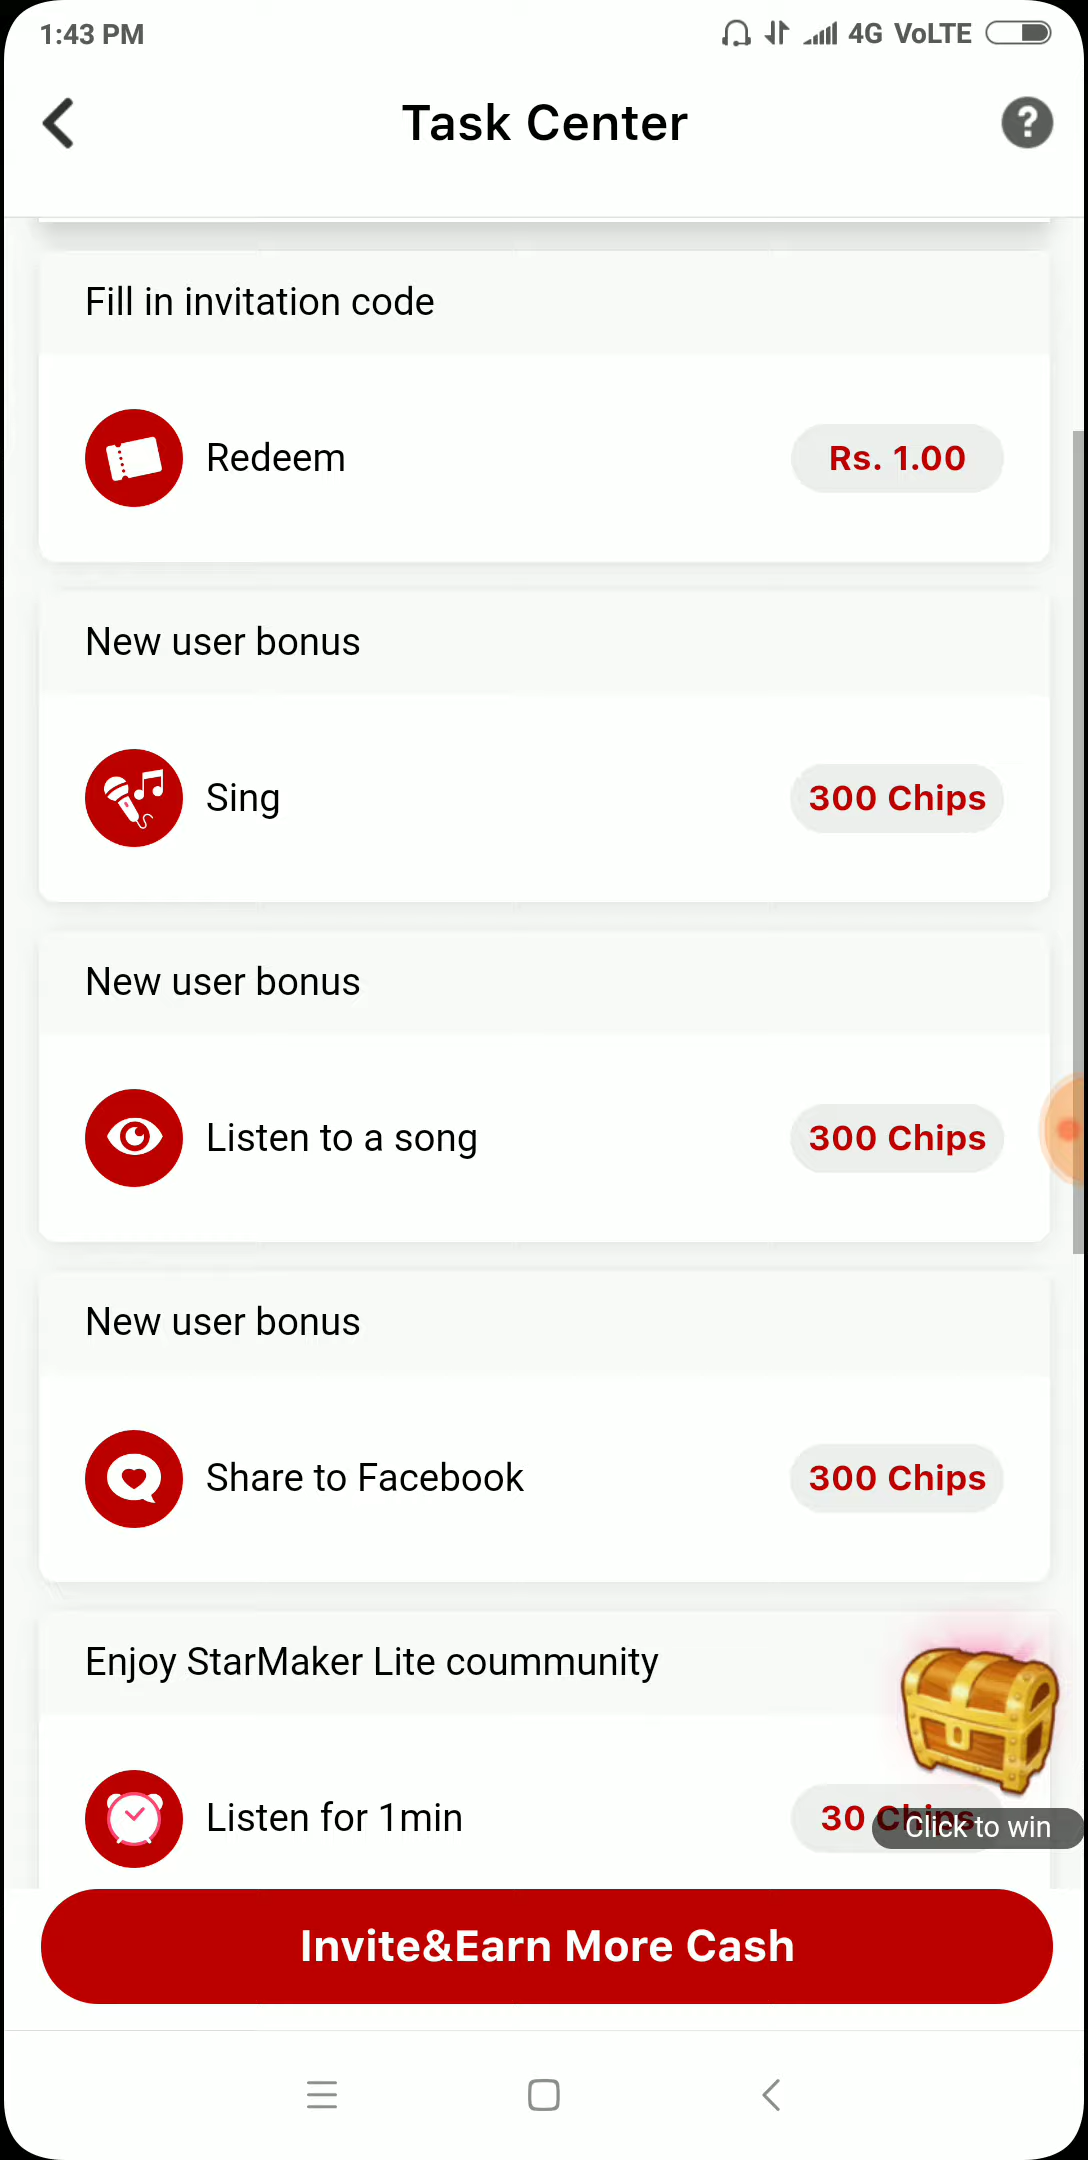 1:43 PM
4G VoLTE
Task Center
?
Fill in invitation code
Redeem
Rs. 1.00
New user bonus
Sing
300 Chips
New user bonus
Listen to a song
300 Chips
New user bonus
Share to Facebook
300 Chips
Enjoy StarMaker Lite coummunity
Listen for 1min
30 Chips
Click to win
Invite&Earn More Cash